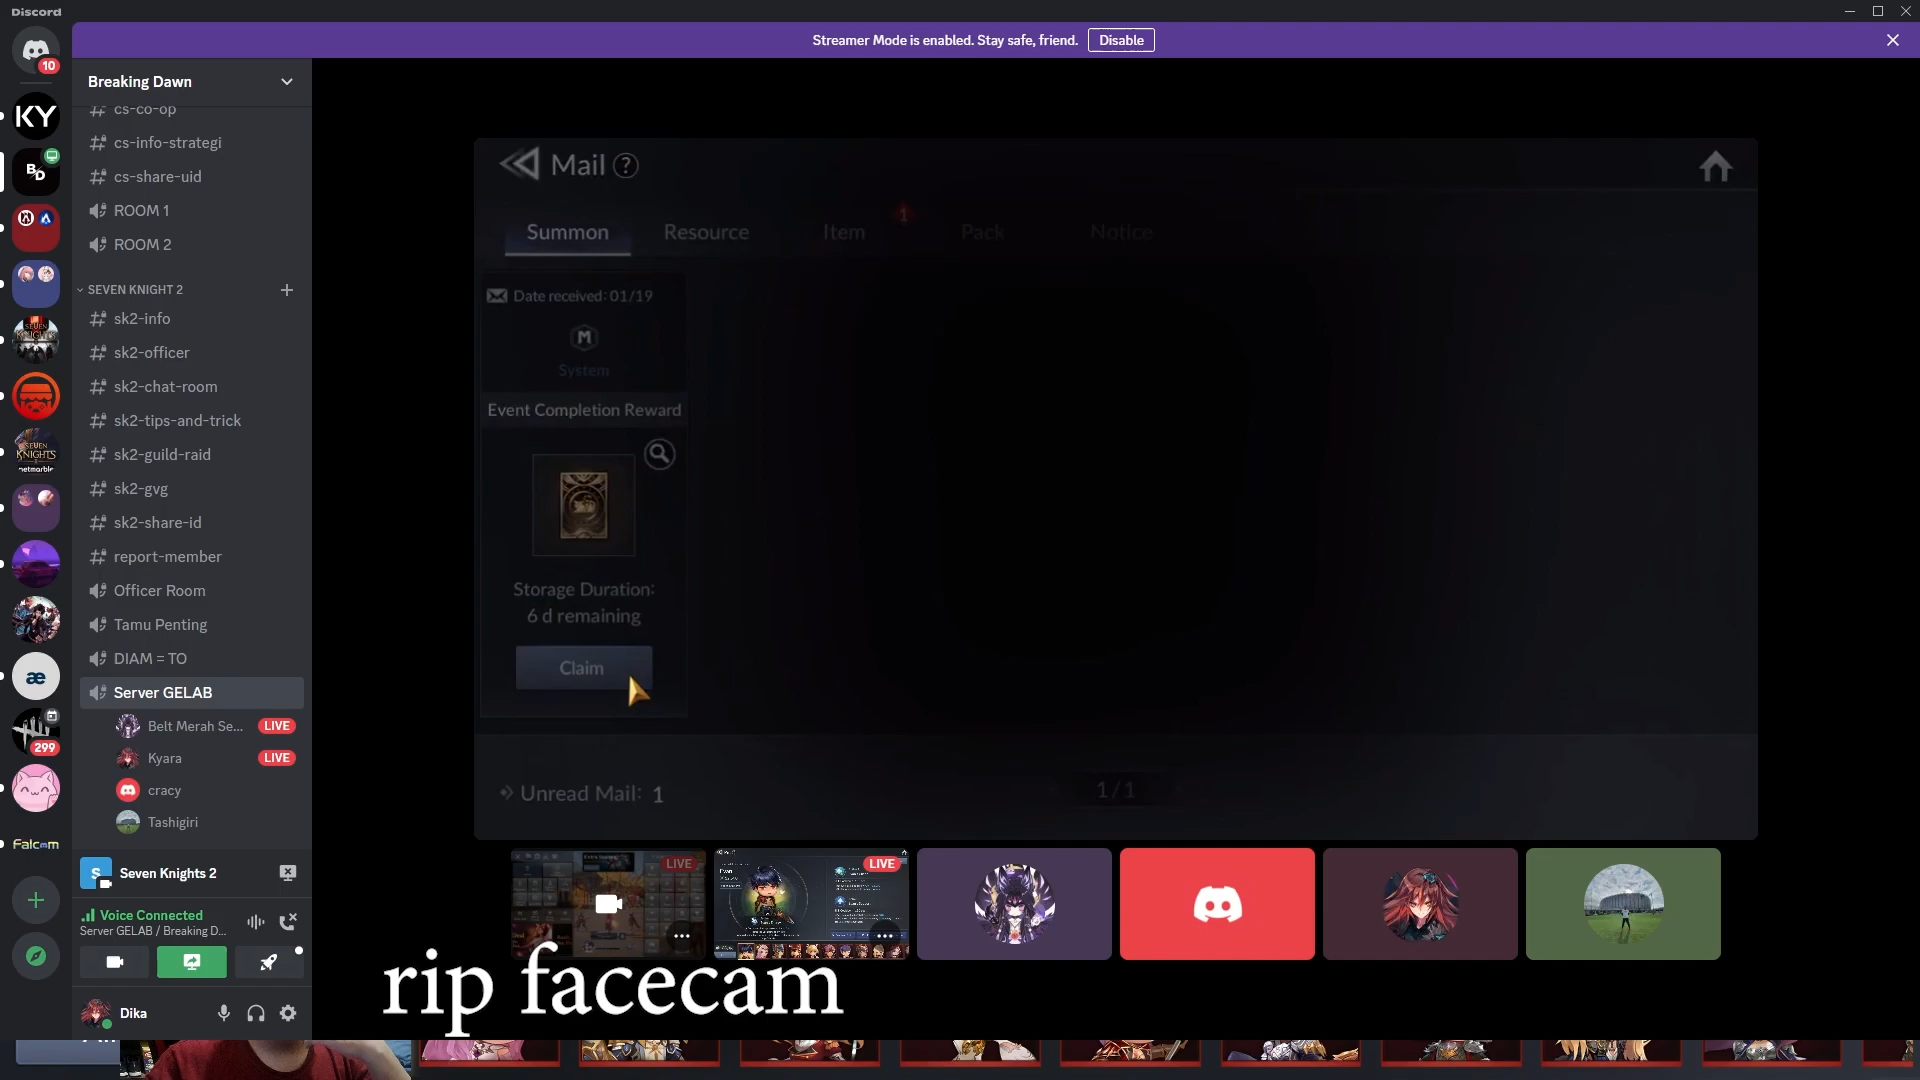 Discord
Streamer Mode is enabled. Stay safe, friend.
Disable
10
KY
B/D
SEVEN KNIGHTS
netmarble
æ
299
Falcom
Breaking Dawn
cs-co-op
cs-info-strategi
cs-share-uid
ROOM 1
ROOM 2
SEVEN KNIGHT 2
sk2-info
sk2-officer
sk2-chat-room
sk2-tips-and-trick
sk2-guild-raid
sk2-gvg
sk2-share-id
report-member
Officer Room
Tamu Penting
DIAM = TO
Server GELAB
Belt Merah Se... LIVE
Kyara LIVE
cracy
Tashigiri
S Seven Knights 2
Voice Connected
Server GELAB / Breaking D...
Dika
Mail ?
Summon Resource Item 1 Pack Notice
Date received: 01/19
M
System
Event Completion Reward
Storage Duration:
6 d remaining
Claim
Unread Mail: 1
1/1
LIVE
LIVE
rip facecam